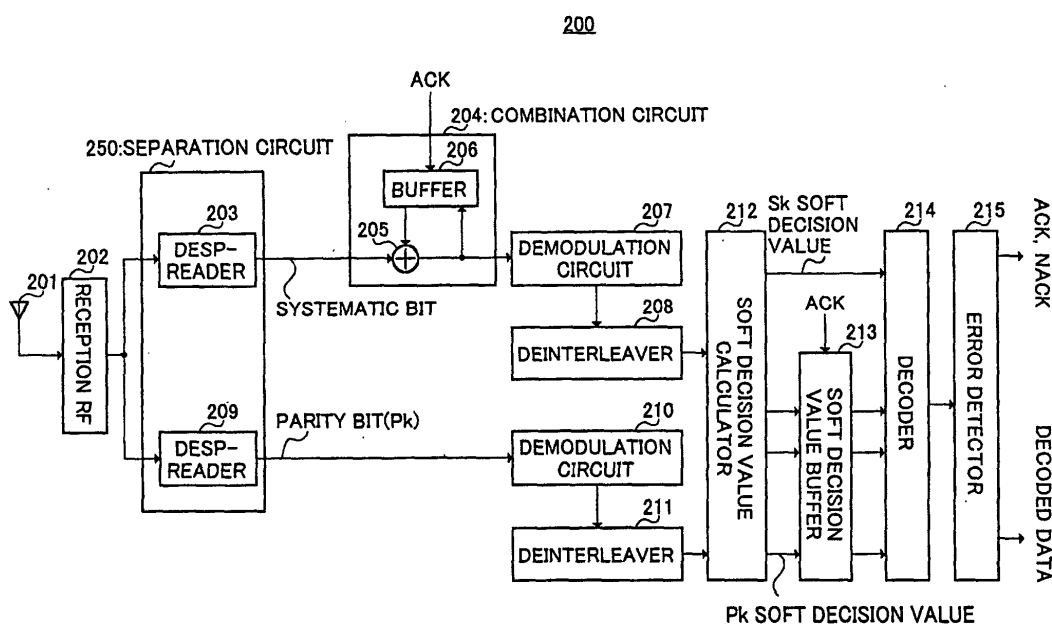 200
ACK
204:COMBINATION CIRCUIT
250:SEPARATION CIRCUIT
206
BUFFER
203
DESP-
READER
205
SYSTEMATIC BIT
201
202
RECEPTION RF
207
DEMODULATION
CIRCUIT
208
DEINTERLEAVER
209
DESP-
READER
PARITY BIT(Pk)
210
DEMODULATION
CIRCUIT
211
DEINTERLEAVER
212
SOFT DECISION VALUE
CALCULATOR
Sk SOFT
DECISION
VALUE
ACK
213
SOFT DECISION
VALUE BUFFER
Pk SOFT DECISION VALUE
214
DECODER
215
ERROR DETECTOR
ACK, NACK
DECODED DATA